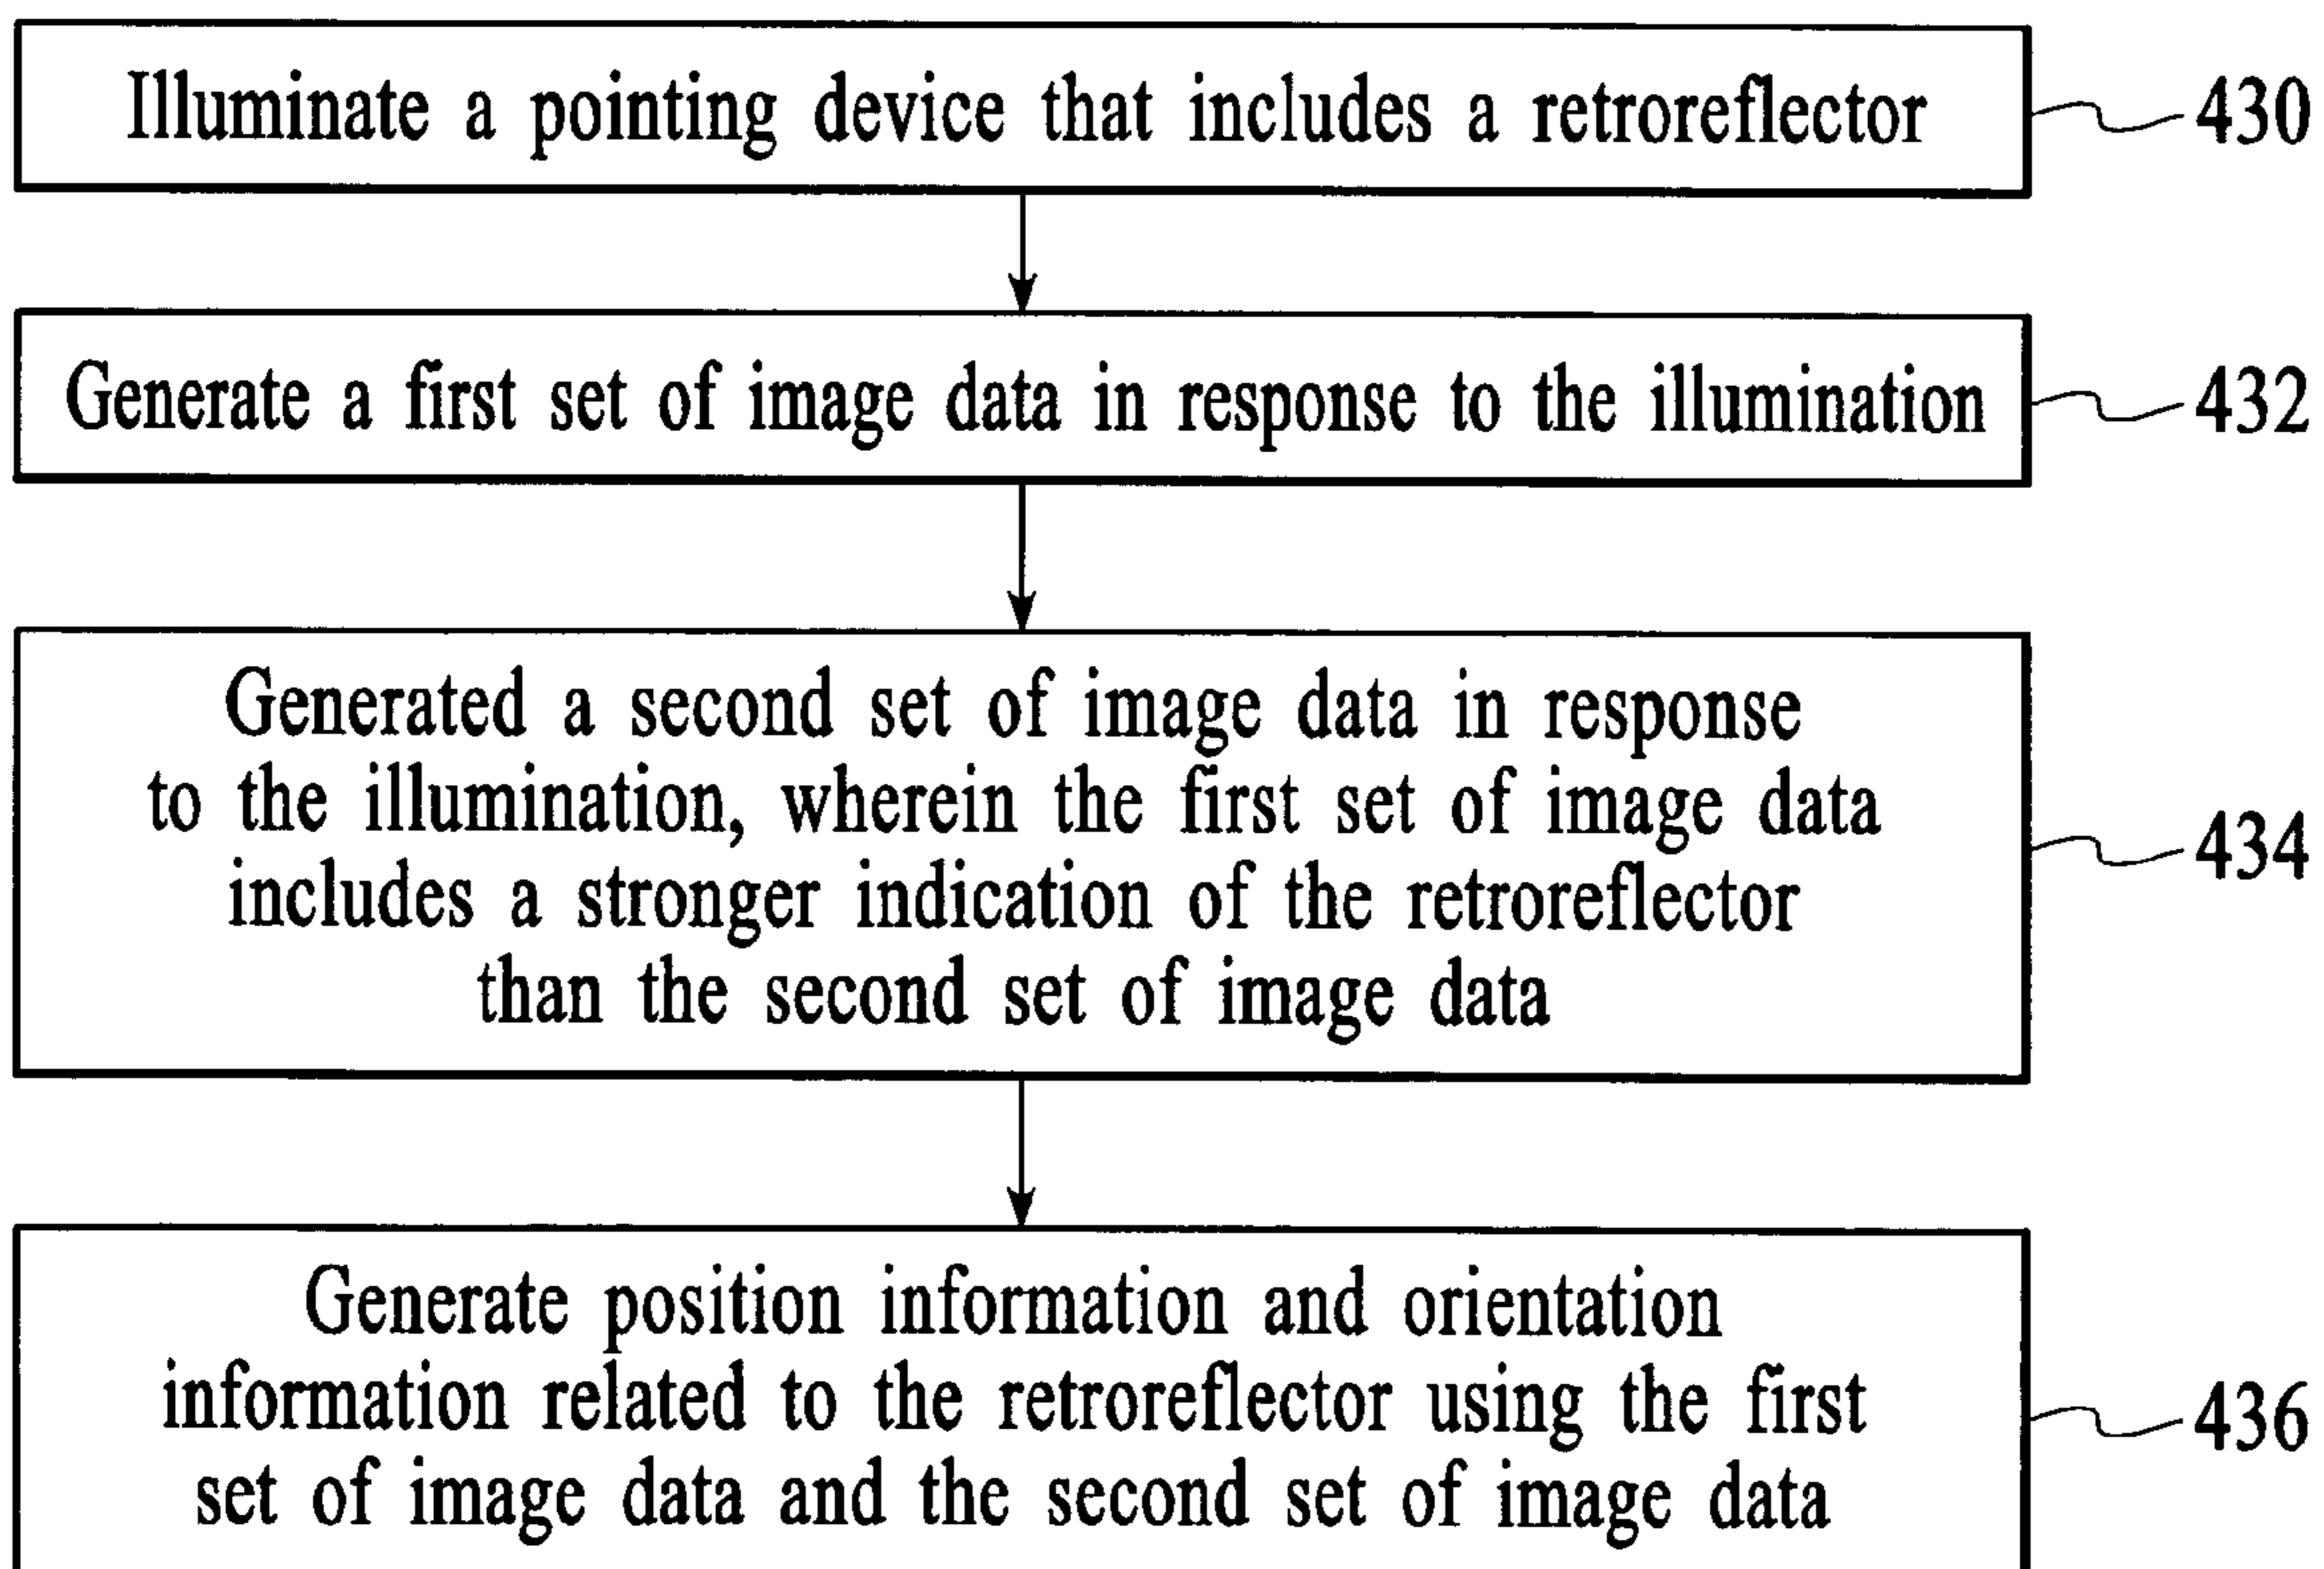 Illuminate a pointing device that includes a retroreflector
430
Generate a first set of image data in response to the illumination
432
Generated a second set of image data in response
to the illumination, wherein the first set of image data
includes a stronger indication of the retroreflector
than the second set of image data
434
Generate position information and orientation
information related to the retroreflector using the first
set of image data and the second set of image data
436